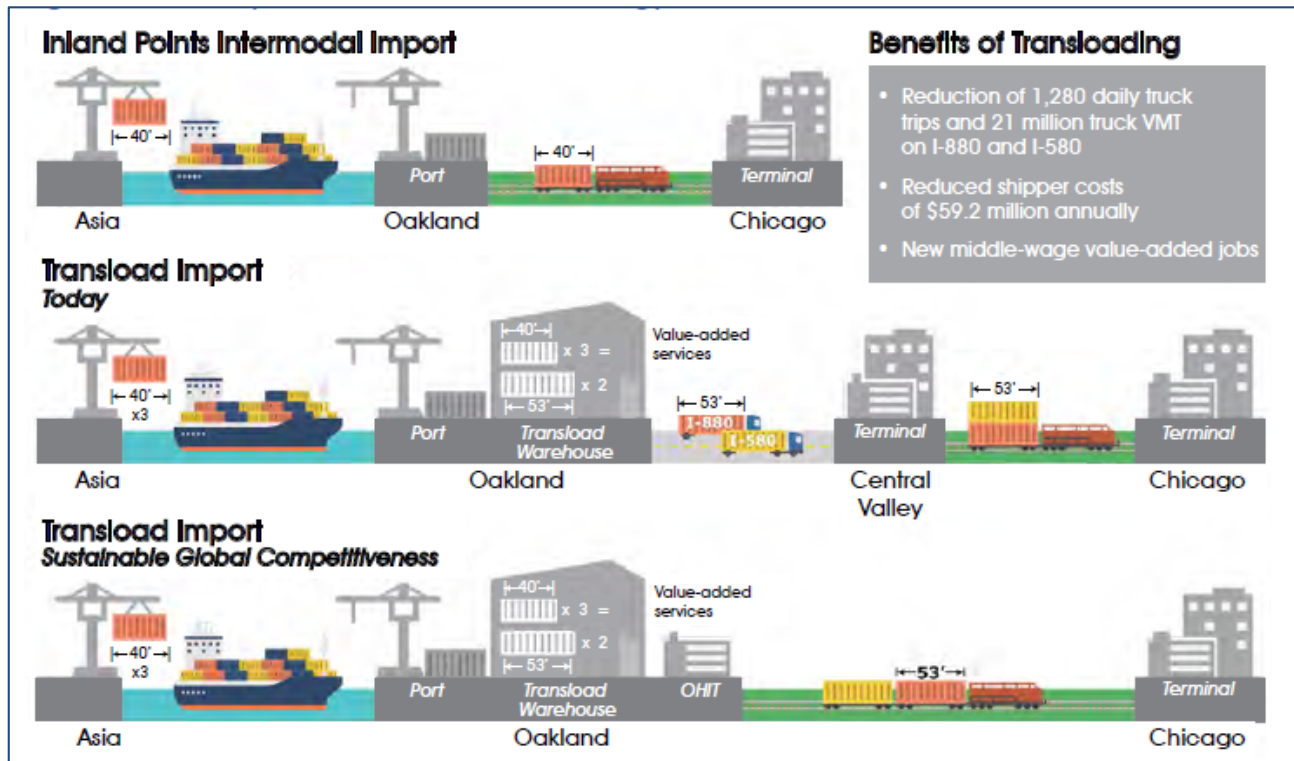 Inland Points Intermodal Import
40'
40'
Port
Terminal
Asia
Oakland
Chicago
Benefits of Transloading
• Reduction of 1,280 daily truck
trips and 21 million truck VMT
on I-880 and I-580
• Reduced shipper costs
of $59.2 million annually
• New middle-wage value-added jobs
Transload Import
Today
40'
x3
40'
x 3 =
x 2
53'
Value-added
services
53'
I-880
I-580
53'
Port
Transload
Warehouse
Terminal
Terminal
Asia
Oakland
Central
Valley
Chicago
Transload Import
Sustainable Global Competitiveness
40'
x3
40'
x 3 =
x 2
53'
Value-added
services
53'
Port
Transload
Warehouse
OHIT
Terminal
Asia
Oakland
Chicago